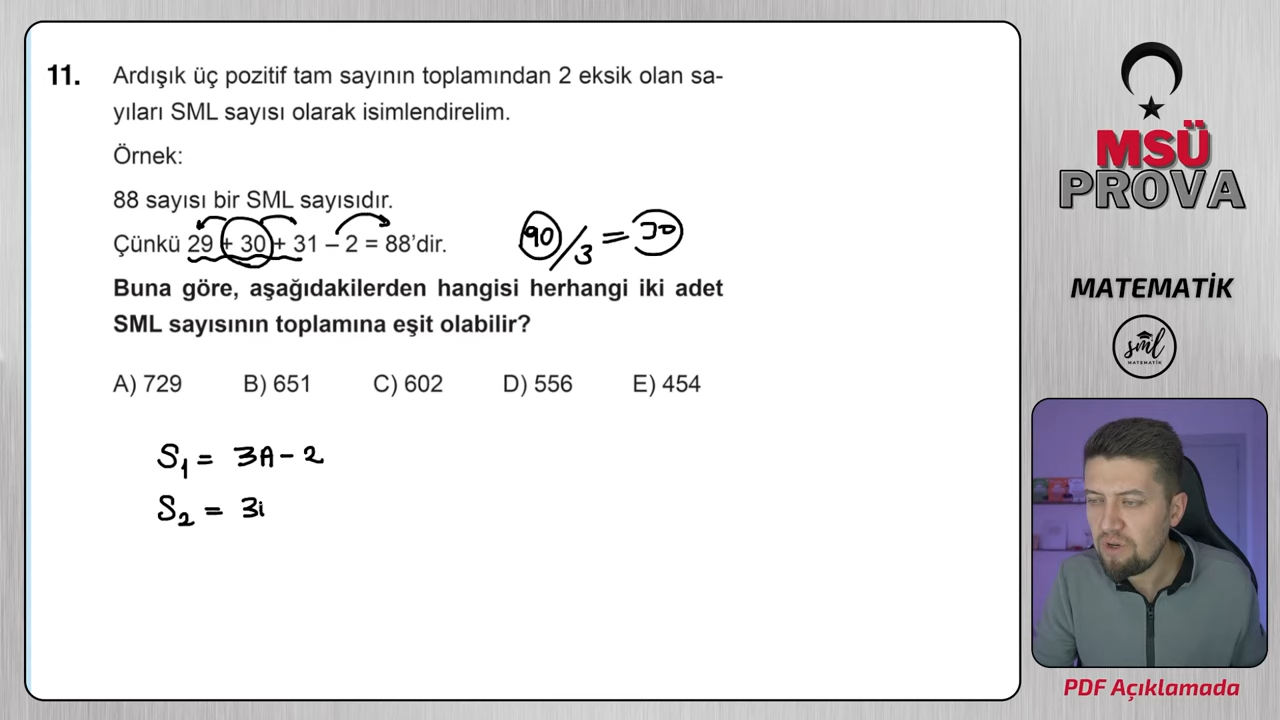 11. Ardışık üç pozitif tam sayının toplamından 2 eksik olan sa-
yıları SML sayısı olarak isimlendirelim.
Örnek:
88 sayısı bir SML sayısıdır.
Çünkü 29 + 30 + 31 – 2 = 88'dir.
90/3 = 30
Buna göre, aşağıdakilerden hangisi herhangi iki adet
SML sayısının toplamına eşit olabilir?
A) 729 B) 651 C) 602 D) 556 E) 454
S1 = 3A - 2
S2 = 3
MSÜ
PROVA
MATEMATİK
sml
MATEMATİK
PDF Açıklamada